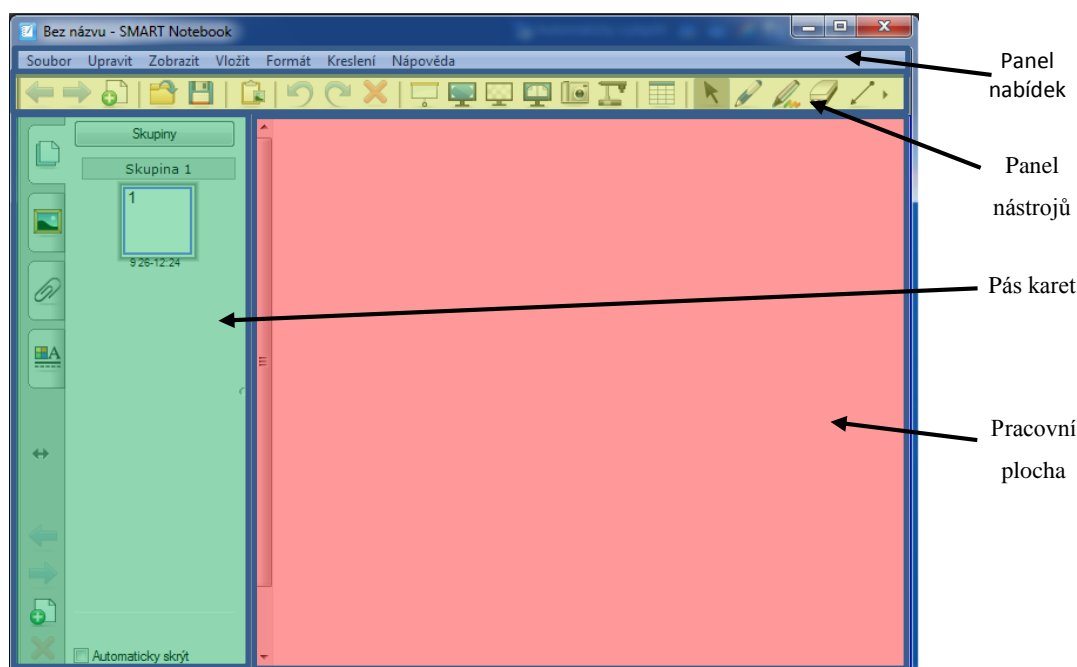 Bez názvu - SMART Notebook
Soubor Upravit Zobrazit Vložit Formát Kreslení Nápověda
Panel
nabídek
Skupiny
Skupina 1
1
9 26-12:24
Panel
nástrojů
Pás karet
A
Pracovní
plocha
Automaticky skrýt